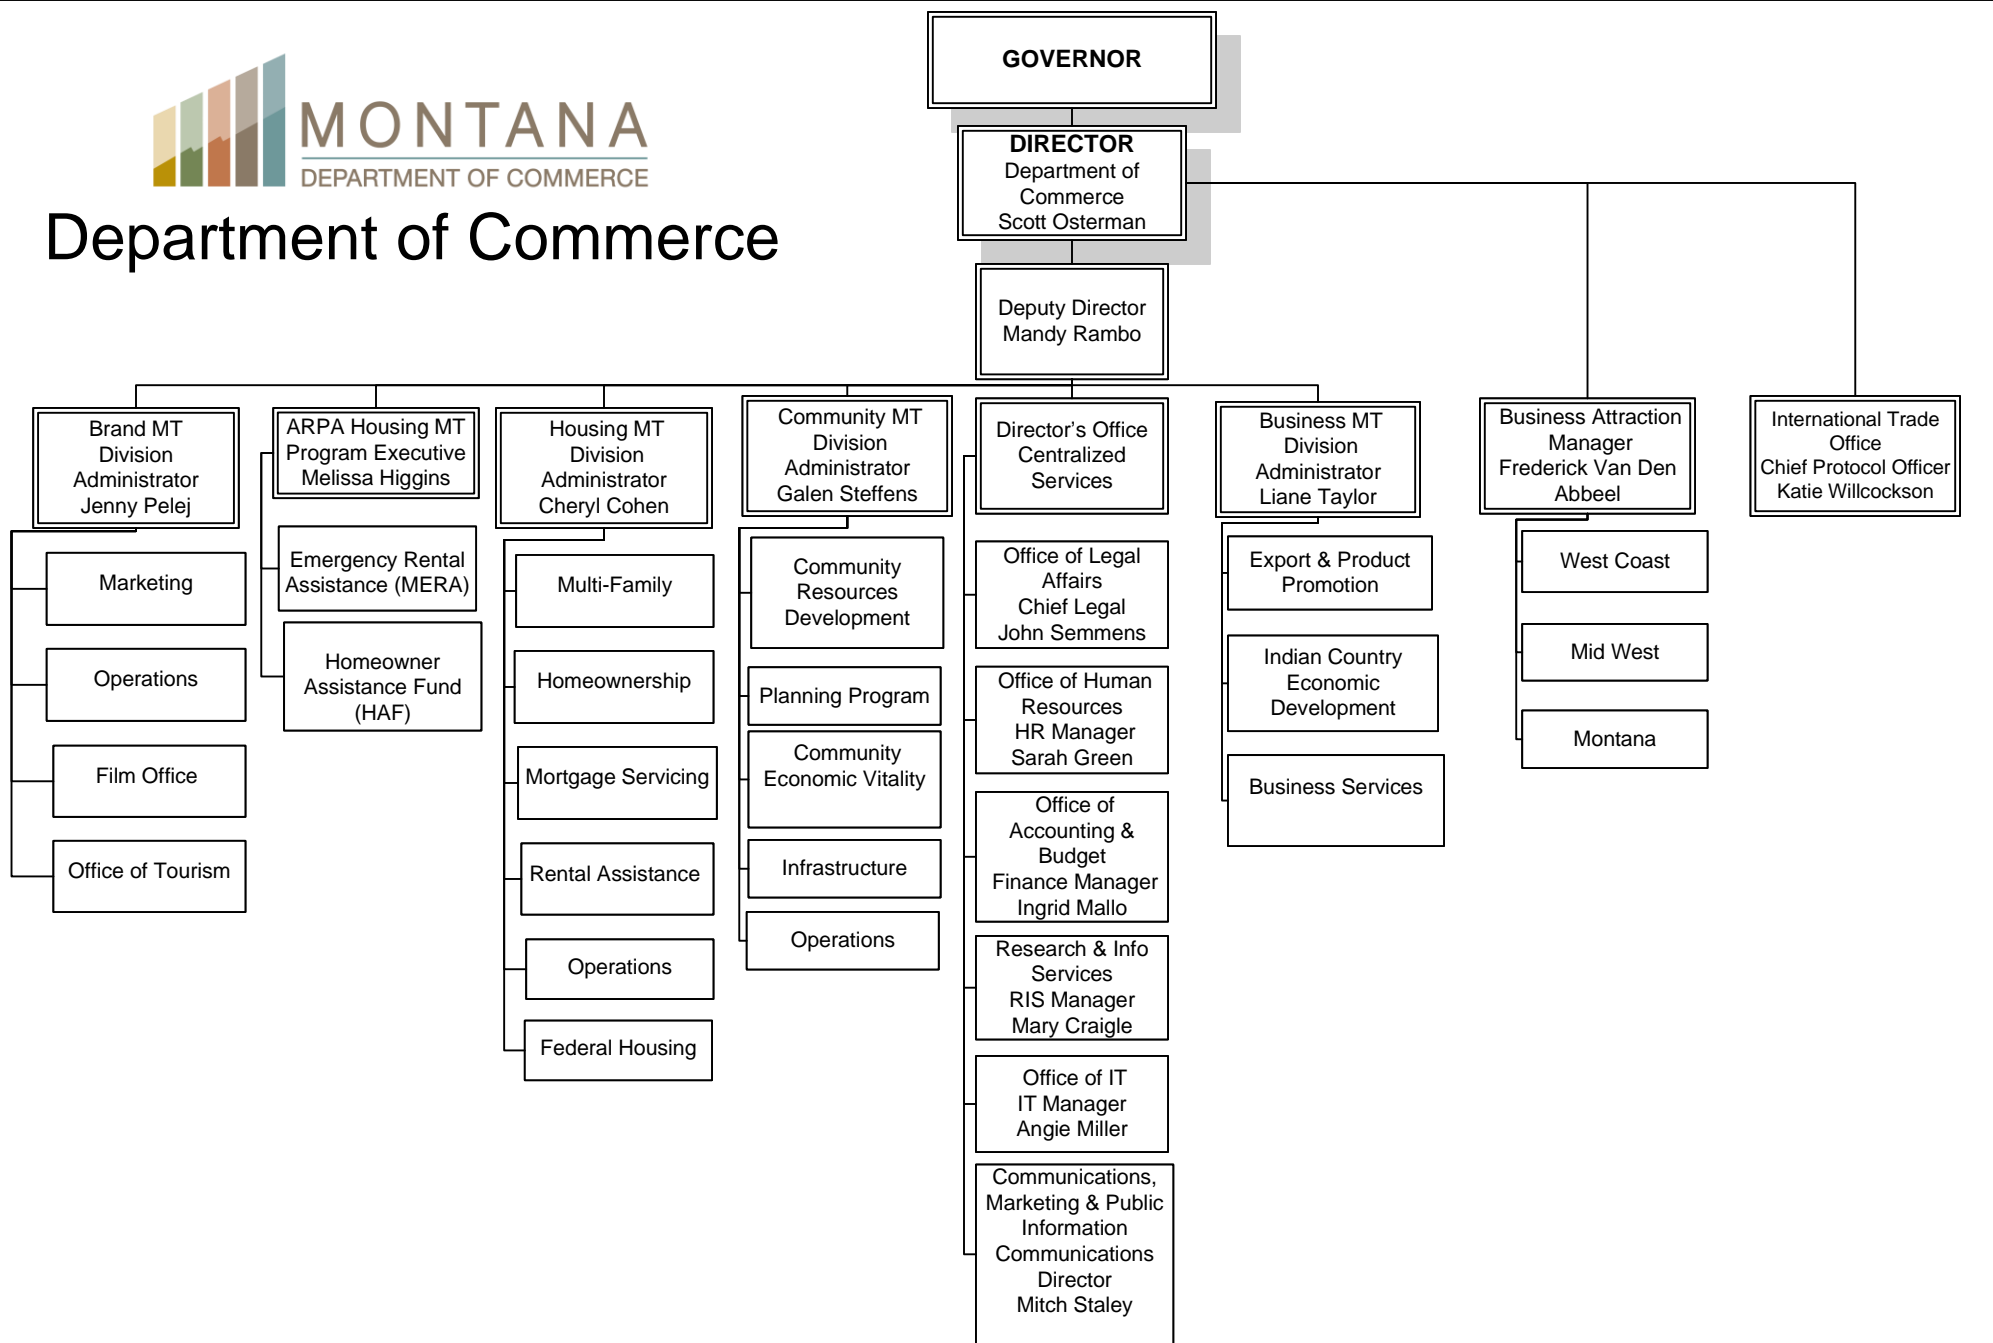 MONTANA
DEPARTMENT OF COMMERCE
Department of Commerce
GOVERNOR
DIRECTOR
Department of
Commerce
Scott Osterman
Deputy Director
Mandy Rambo
Brand MT
Division
Administrator
Jenny Pelej
Marketing
Operations
Film Office
Office of Tourism
ARPA Housing MT
Program Executive
Melissa Higgins
Emergency Rental
Assistance (MERA)
Homeowner
Assistance Fund
(HAF)
Housing MT
Division
Administrator
Cheryl Cohen
Multi-Family
Homeownership
Mortgage Servicing
Rental Assistance
Operations
Federal Housing
Community MT
Division
Administrator
Galen Steffens
Community
Resources
Development
Planning Program
Community
Economic Vitality
Infrastructure
Operations
Director’s Office
Centralized
Services
Office of Legal
Affairs
Chief Legal
John Semmens
Office of Human
Resources
HR Manager
Sarah Green
Office of
Accounting &
Budget
Finance Manager
Ingrid Mallo
Research & Info
Services
RIS Manager
Mary Craigle
Office of IT
IT Manager
Angie Miller
Communications,
Marketing & Public
Information
Communications
Director
Mitch Staley
Business MT
Division
Administrator
Liane Taylor
Export & Product
Promotion
Indian Country
Economic
Development
Business Services
Business Attraction
Manager
Frederick Van Den
Abbeel
West Coast
Mid West
Montana
International Trade
Office
Chief Protocol Officer
Katie Willcockson